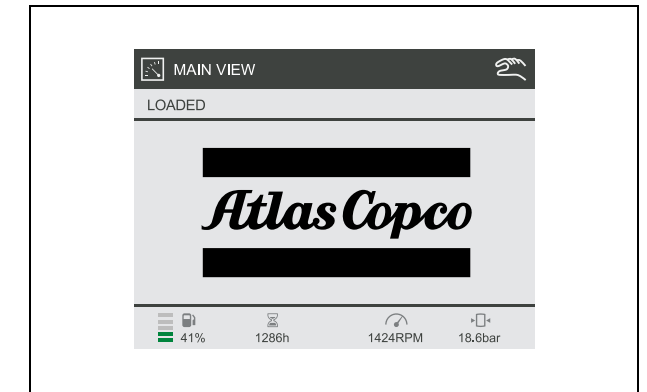 MAIN VIEW
LOADED
Atlas Copco
41% 1286h 1424RPM 18.6bar